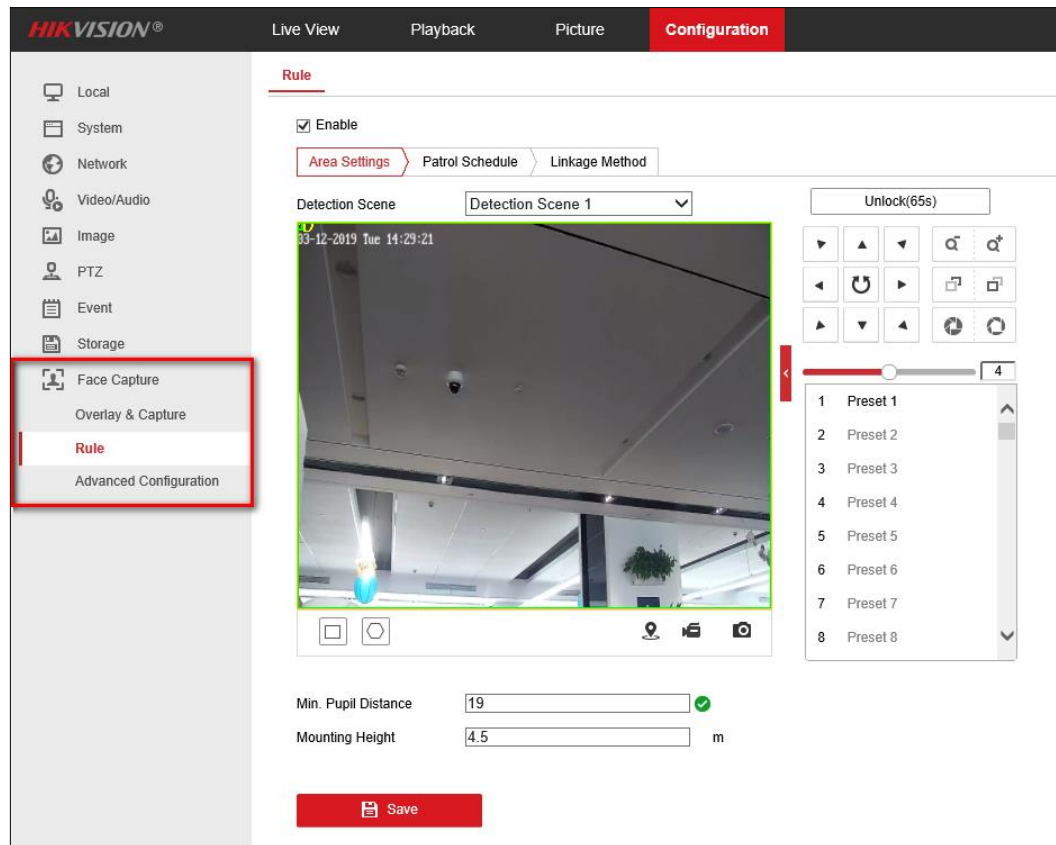 HIKVISION®
Live View
Playback
Picture
Configuration
Local
System
Network
Video/Audio
Image
PTZ
Event
Storage
Face Capture
Overlay & Capture
Rule
Advanced Configuration
Rule
Enable
Area Settings
Patrol Schedule
Linkage Method
Detection Scene
Detection Scene 1
03-12-2019 Tue 14:29:21
Unlock(65s)
4
1 Preset 1
2 Preset 2
3 Preset 3
4 Preset 4
5 Preset 5
6 Preset 6
7 Preset 7
8 Preset 8
Min. Pupil Distance
19
Mounting Height
4.5
m
Save